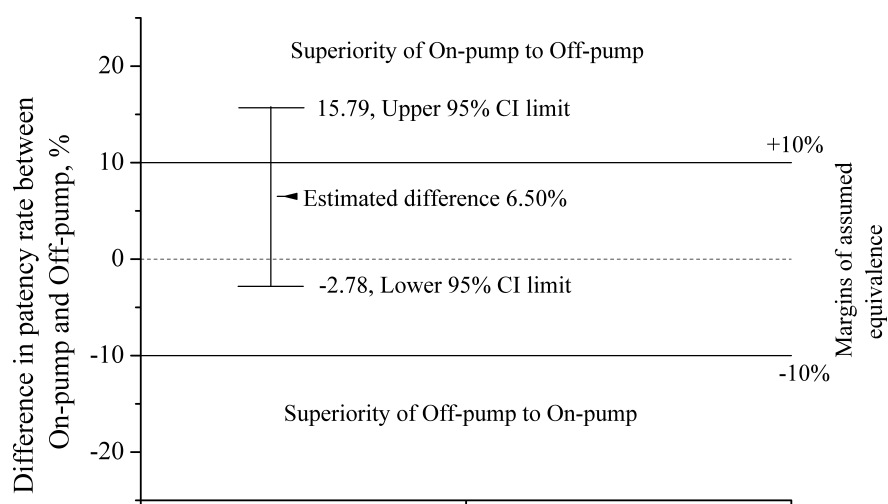 Difference in patency rate between
On-pump and Off-pump, %
20
10
0
-10
-20
Superiority of On-pump to Off-pump
15.79, Upper 95% CI limit
+10%
Estimated difference 6.50%
-2.78, Lower 95% CI limit
-10%
Superiority of Off-pump to On-pump
Margins of assumed
equivalence